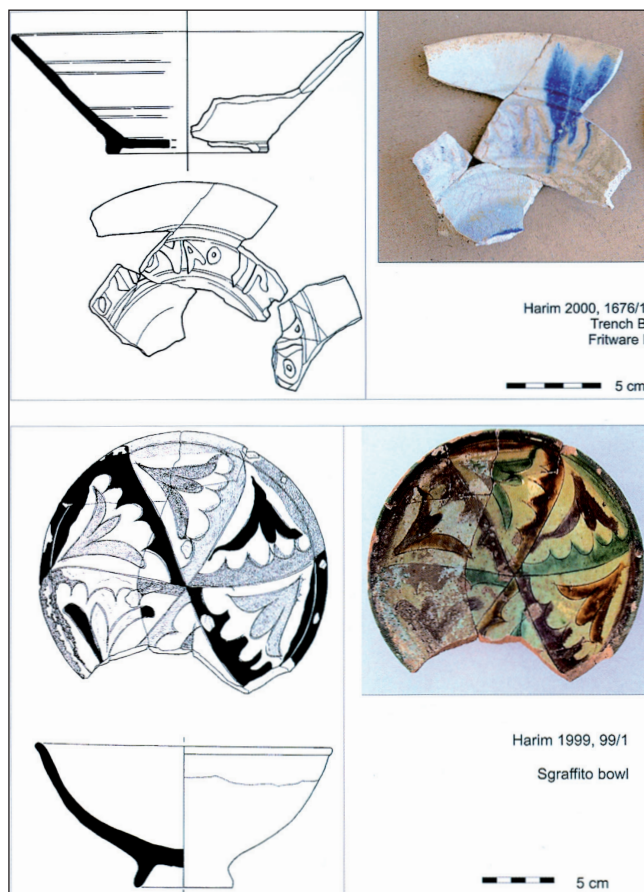 Harim 2000, 1676/1
Trench B
Fritware
5 cm
Harim 1999, 99/1
Sgraffito bowl
5 cm